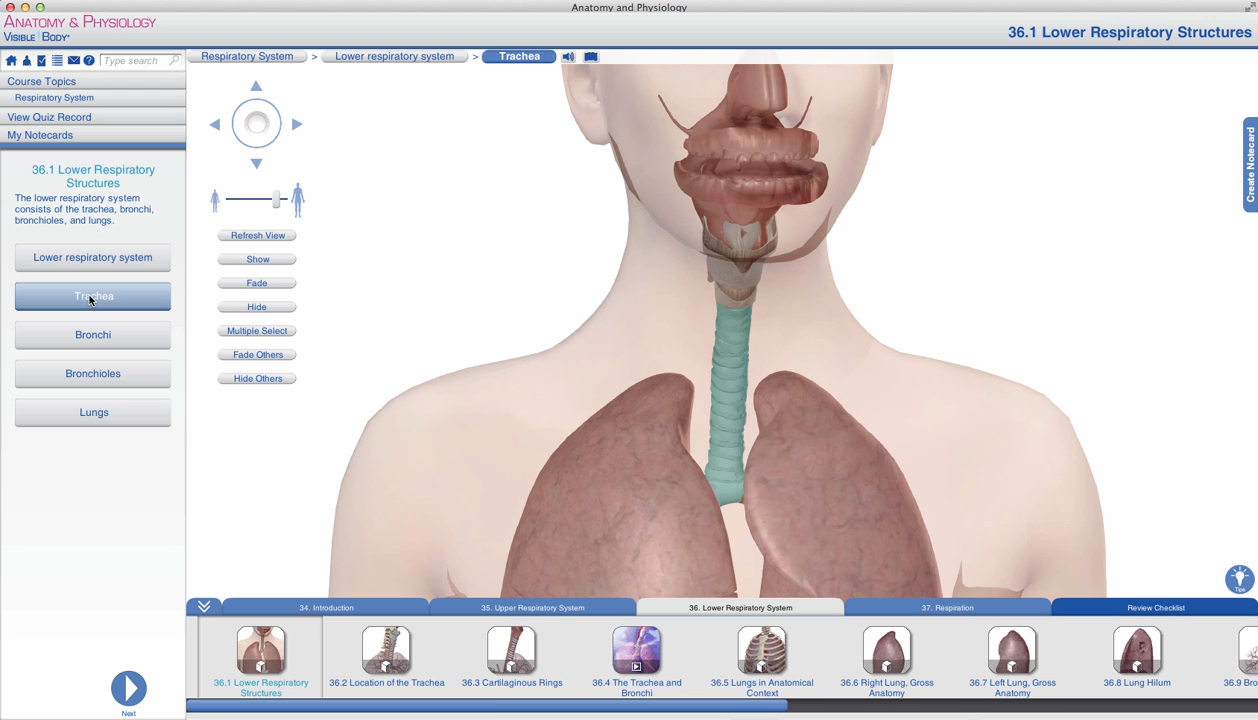 Anatomy and Physiology
ANATOMY & PHYSIOLOGY
VISIBLE BODY®
36.1 Lower Respiratory Structures
Type search
Respiratory System > Lower respiratory system > Trachea
Course Topics
Respiratory System
View Quiz Record
My Notecards
36.1 Lower Respiratory
Structures
The lower respiratory system
consists of the trachea, bronchi,
bronchioles, and lungs.
Lower respiratory system
Trachea
Bronchi
Bronchioles
Lungs
Next
Refresh View
Show
Fade
Hide
Multiple Select
Fade Others
Hide Others
Create Notecard
Tips
34. Introduction
35. Upper Respiratory System
36. Lower Respiratory System
37. Respiration
Review Checklist
36.1 Lower Respiratory
Structures
36.2 Location of the Trachea
36.3 Cartilaginous Rings
36.4 The Trachea and
Bronchi
36.5 Lungs in Anatomical
Context
36.6 Right Lung, Gross
Anatomy
36.7 Left Lung, Gross
Anatomy
36.8 Lung Hilum
36.9 Bro